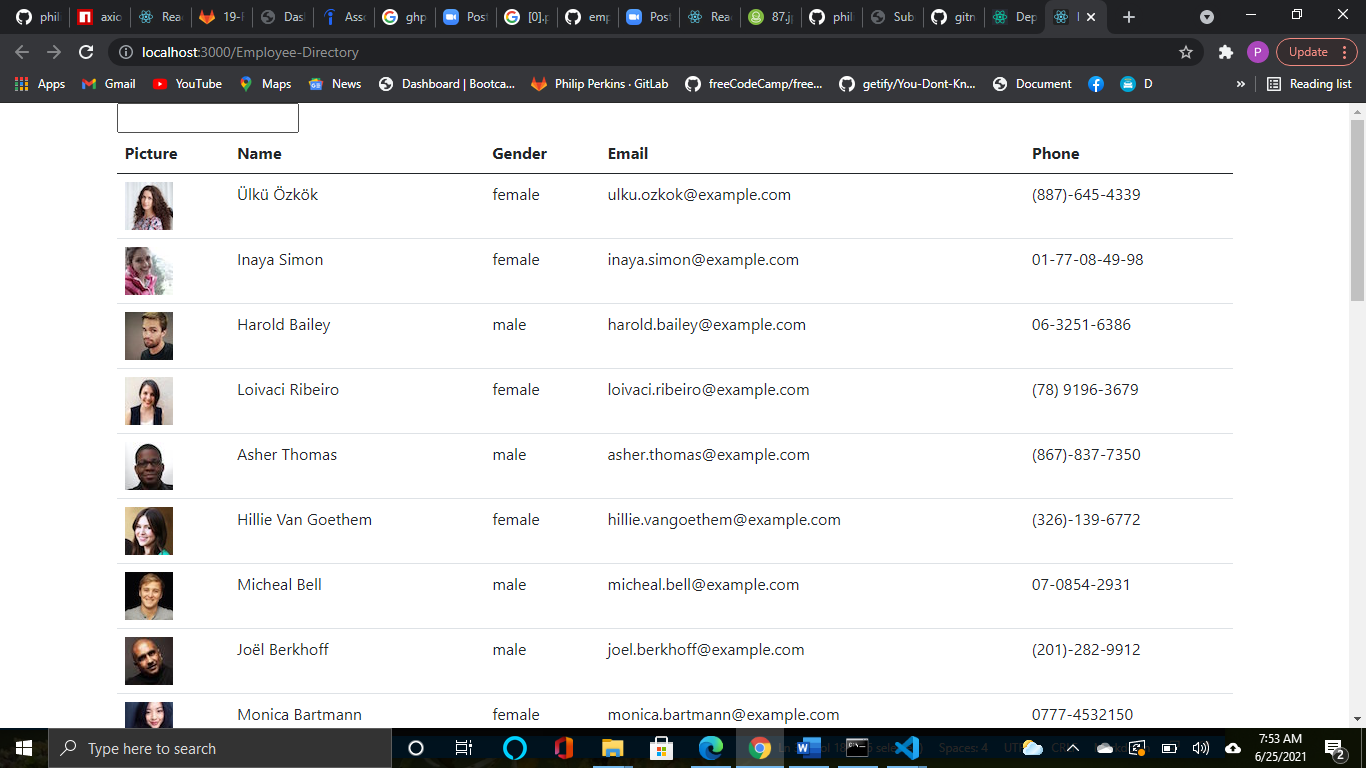 phil axio Rea 19-F Das Asso ghp Post [0].p emp Post Rea 87.j phil Sub gitn Dep
localhost:3000/Employee-Directory P Update
Apps Gmail YouTube Maps News Dashboard | Bootca... Philip Perkins · GitLab freeCodeCamp/free... getify/You-Dont-Kn... Document D » Reading list
Picture Name Gender Email Phone
Ülkü Özkök female ulku.ozkok@example.com (887)-645-4339
Inaya Simon female inaya.simon@example.com 01-77-08-49-98
Harold Bailey male harold.bailey@example.com 06-3251-6386
Loivaci Ribeiro female loivaci.ribeiro@example.com (78) 9196-3679
Asher Thomas male asher.thomas@example.com (867)-837-7350
Hillie Van Goethem female hillie.vangoethem@example.com (326)-139-6772
Micheal Bell male micheal.bell@example.com 07-0854-2931
Joël Berkhoff male joel.berkhoff@example.com (201)-282-9912
Monica Bartmann female monica.bartmann@example.com 0777-4532150
Type here to search Spaces: 4 7:53 AM
6/25/2021 2